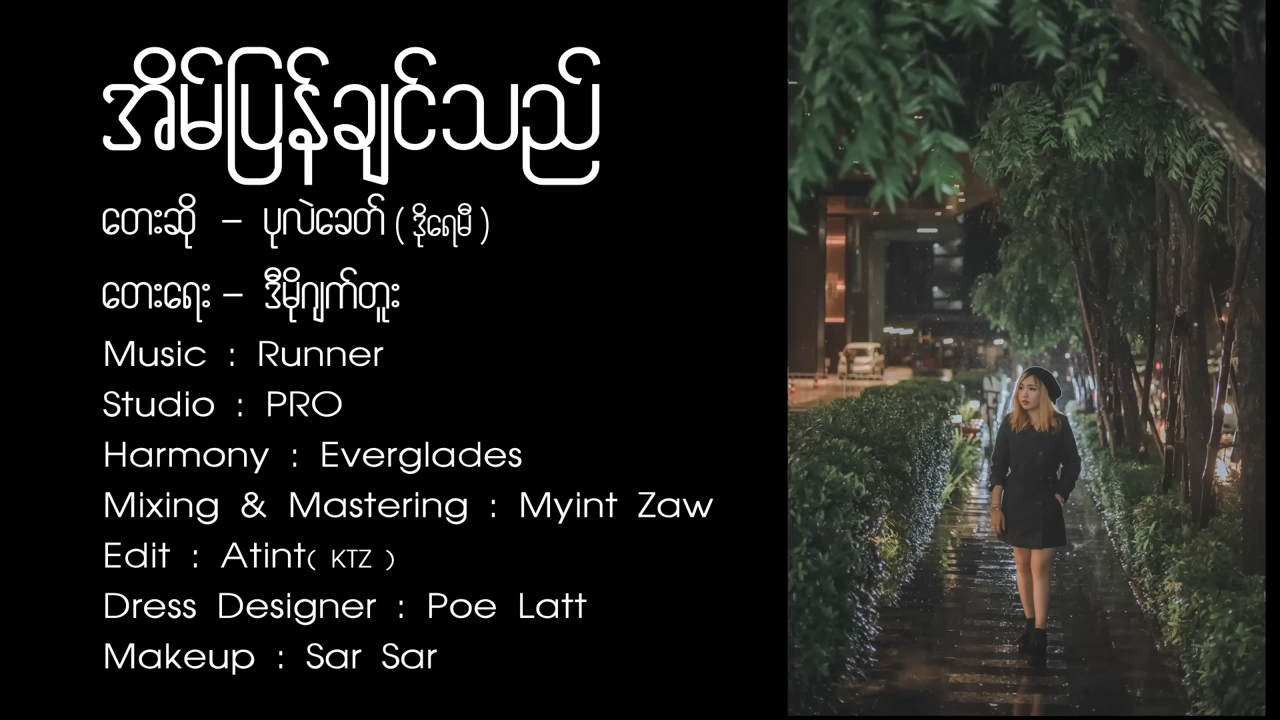 အိမ်ပြန်ချင်သည်
တေးဆို – ပုလဲခေတ် ( ဒိုရေမီ )
တေးရေး – ဒီမိုဂျက်တူး
Music : Runner
Studio : PRO
Harmony : Everglades
Mixing & Mastering : Myint Zaw
Edit : Atint( KTZ )
Dress Designer : Poe Latt
Makeup : Sar Sar